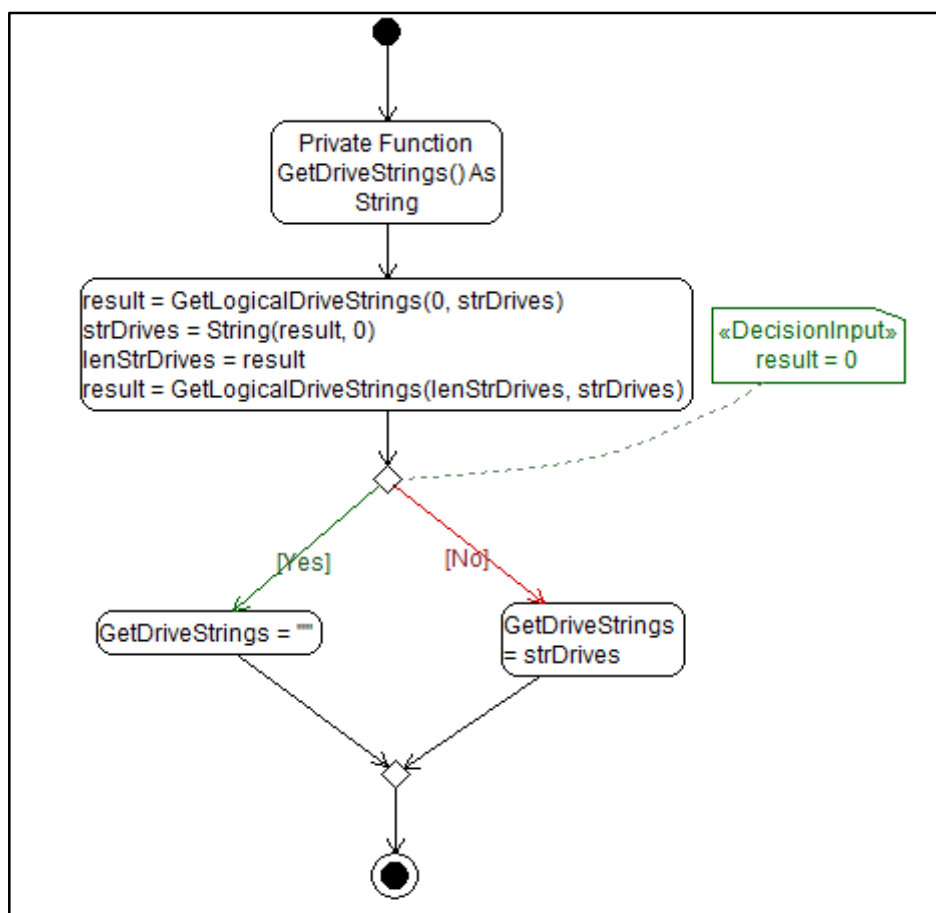 Private Function
GetDriveStrings() As
String
result = GetLogicalDriveStrings(0, strDrives)
strDrives = String(result, 0)
lenStrDrives = result
result = GetLogicalDriveStrings(lenStrDrives, strDrives)
«DecisionInput»
result = 0
[Yes]
[No]
GetDriveStrings = ""
GetDriveStrings
= strDrives